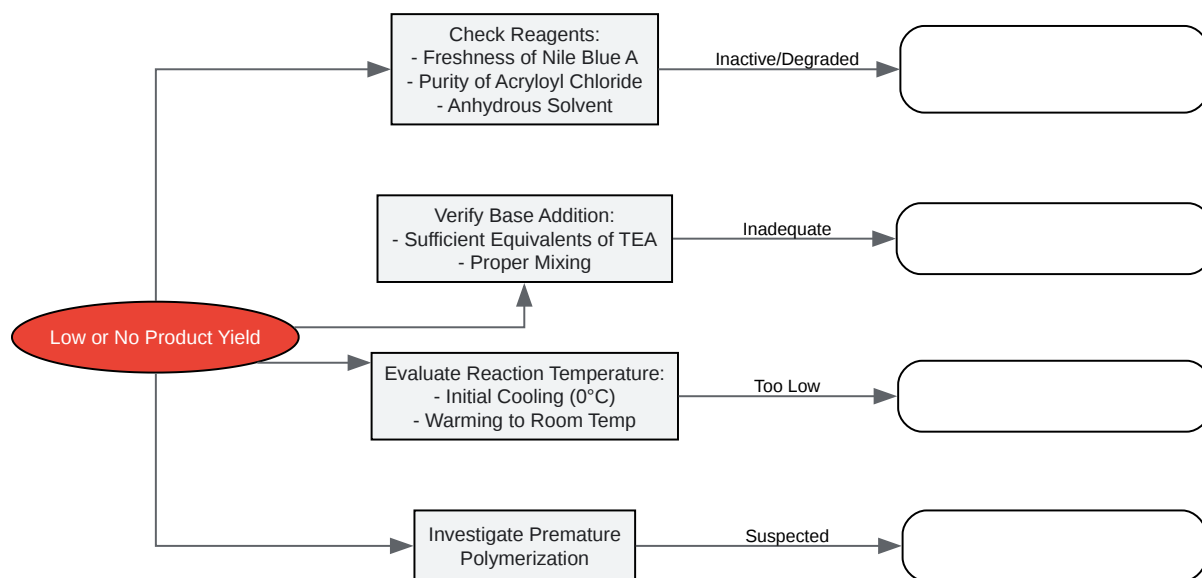 Check Reagents:
- Freshness of Nile Blue A
- Purity of Acryloyl Chloride
- Anhydrous Solvent
Inactive/Degraded
Verify Base Addition:
- Sufficient Equivalents of TEA
- Proper Mixing
Inadequate
Low or No Product Yield
Evaluate Reaction Temperature:
- Initial Cooling (0°C)
- Warming to Room Temp
Too Low
Investigate Premature
Polymerization
Suspected